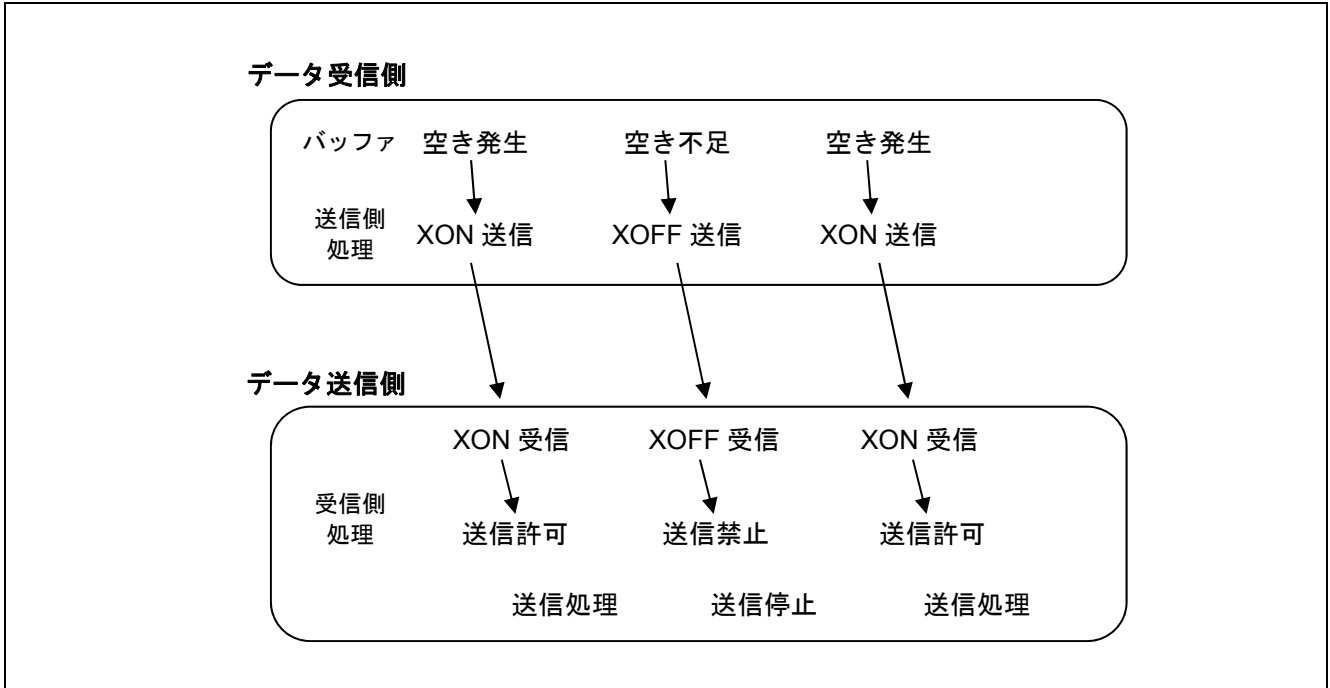 データ受信側
バッファ 空き発生 空き不足 空き発生
送信側
処理
XON 送信 XOFF 送信 XON 送信
データ送信側
XON 受信 XOFF 受信 XON 受信
受信側
処理
送信許可 送信禁止 送信許可
送信処理 送信停止 送信処理